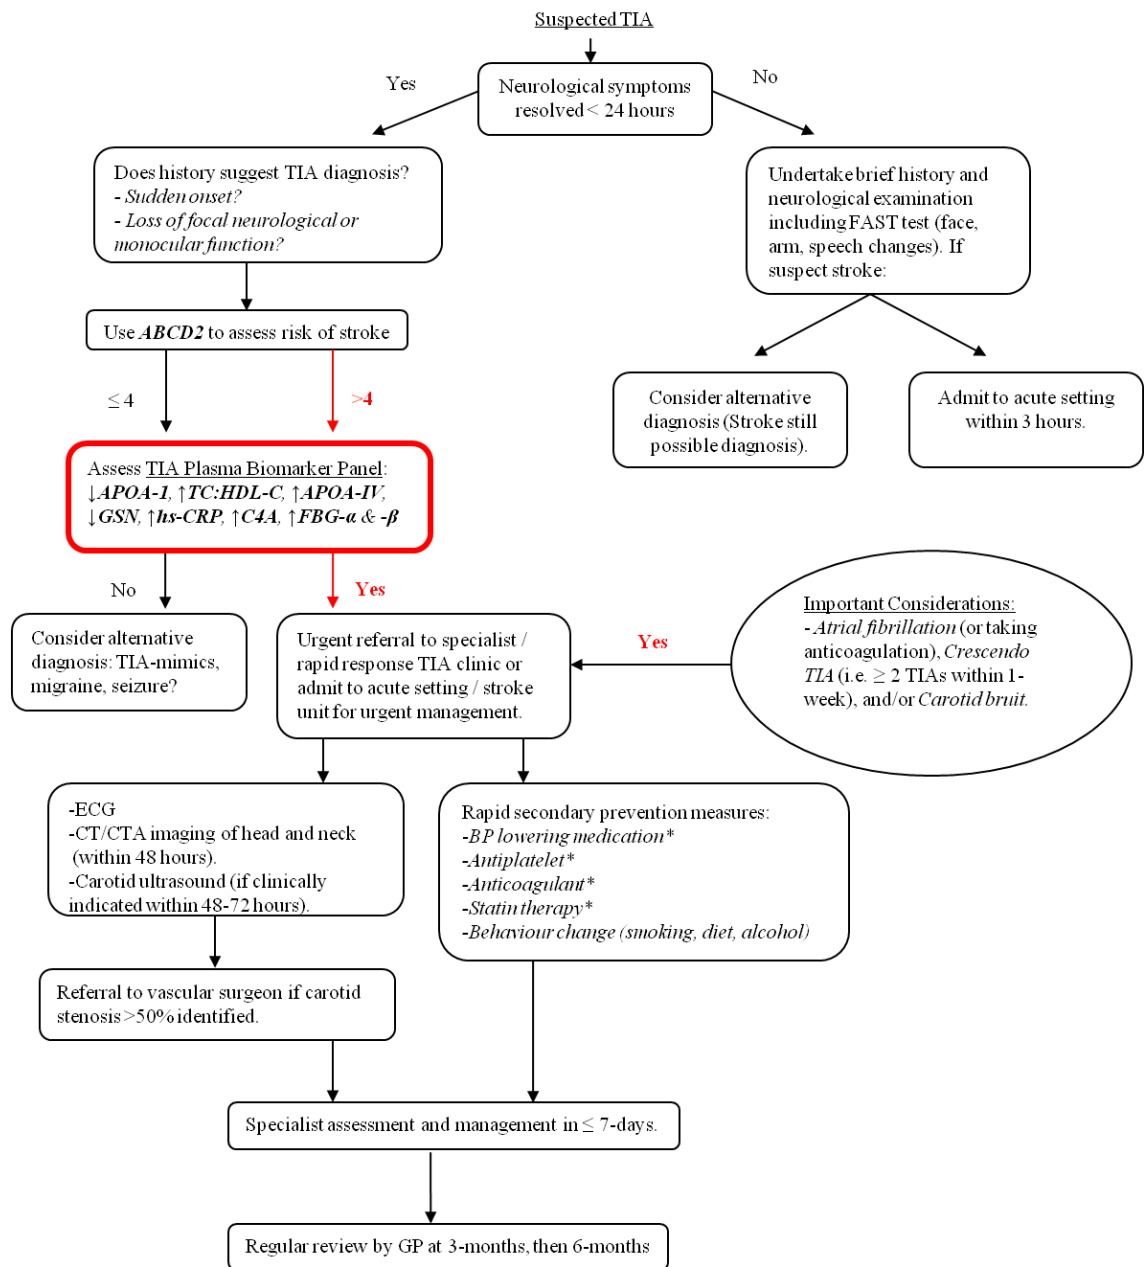 Suspected TIA
Yes
No
Neurological symptoms
resolved < 24 hours
Does history suggest TIA diagnosis?
- Sudden onset?
- Loss of focal neurological or
monocular function?
Undertake brief history and
neurological examination
including FAST test (face,
arm, speech changes). If
suspect stroke:
Use ABCD2 to assess risk of stroke
≤ 4
>4
Consider alternative
diagnosis (Stroke still
possible diagnosis).
Admit to acute setting
within 3 hours.
Assess TIA Plasma Biomarker Panel:
↓APOA-1, ↑TC:HDL-C, ↑APOA-IV,
↓GSN, ↑hs-CRP, ↑C4A, ↑FBG-α & -β
No
Yes
Consider alternative
diagnosis: TIA-mimics,
migraine, seizure?
Urgent referral to specialist /
rapid response TIA clinic or
admit to acute setting / stroke
unit for urgent management.
Yes
Important Considerations:
- Atrial fibrillation (or taking
anticoagulation), Crescendo
TIA (i.e. ≥ 2 TIAs within 1-
week), and/or Carotid bruit.
-ECG
-CT/CTA imaging of head and neck
(within 48 hours).
-Carotid ultrasound (if clinically
indicated within 48-72 hours).
Rapid secondary prevention measures:
-BP lowering medication*
-Antiplatelet*
-Anticoagulant*
-Statin therapy*
-Behaviour change (smoking, diet, alcohol)
Referral to vascular surgeon if carotid
stenosis >50% identified.
Specialist assessment and management in ≤ 7-days.
Regular review by GP at 3-months, then 6-months